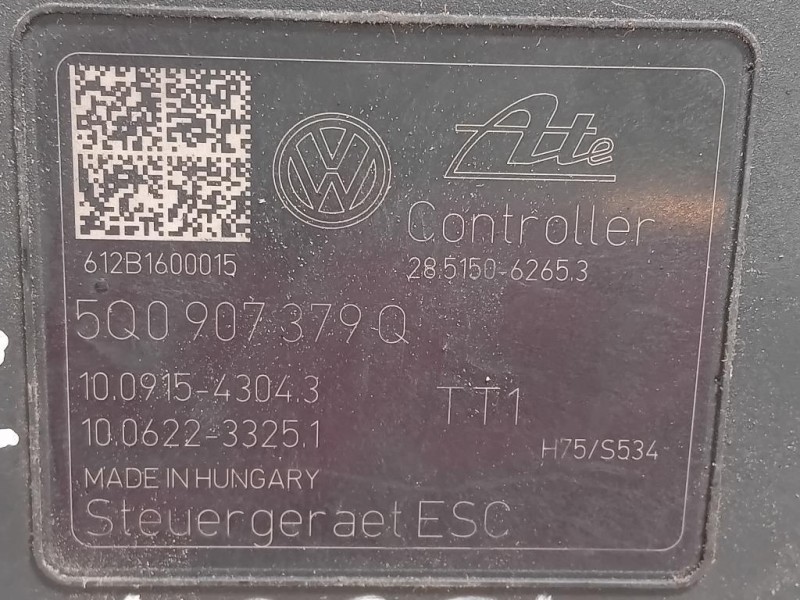 Ate
Controller
612B1600015
28.5150-6265.3
5Q0 907 379 Q
10.0915-4304.3
TT1
10.0622-3325.1
H75/S534
MADE IN HUNGARY
Steuergeraet ESC